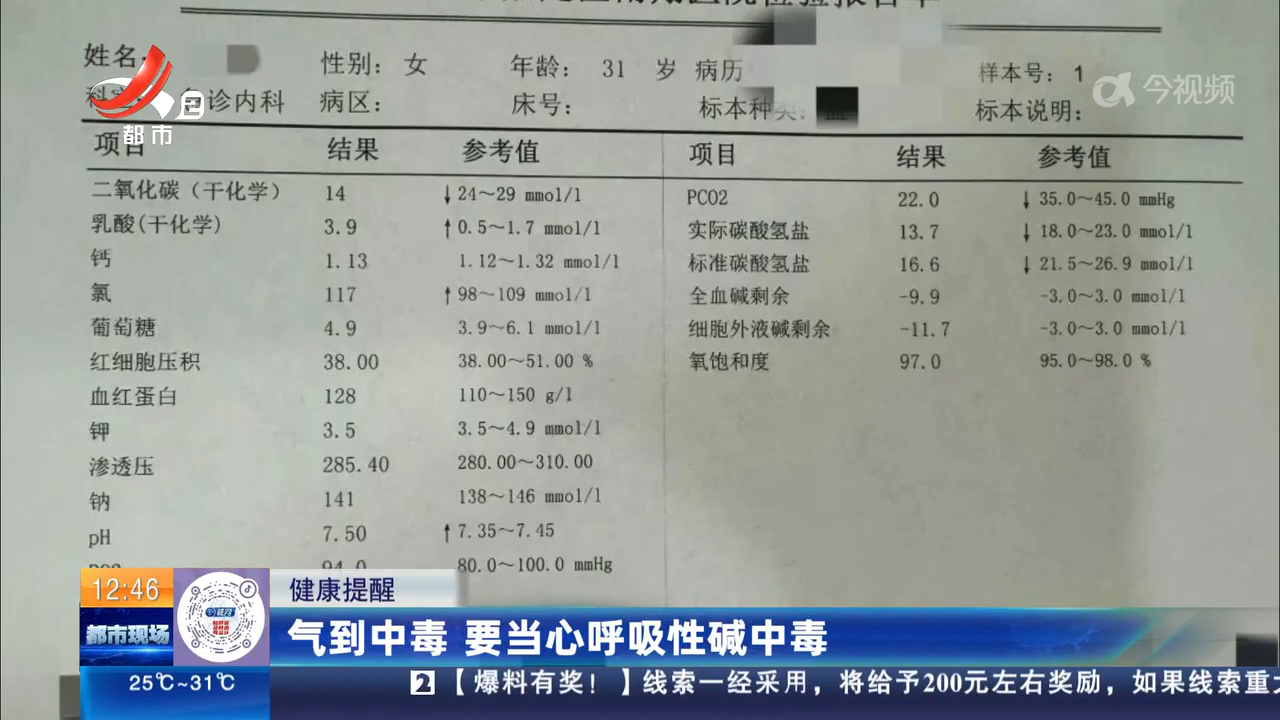 姓名: 性别: 女 年龄: 31 岁 病历 样本号: 1
今视频
急诊内科 病区: 床号: 标本种类: 标本说明:
都市
项目 结果 参考值 项目 结果 参考值
二氧化碳 (干化学) 14 ↓ 24~29 mmol/l PCO2 22.0 ↓ 35.0~45.0 mmHg
乳酸(干化学) 3.9 ↑ 0.5~1.7 mmol/l 实际碳酸氢盐 13.7 ↓ 18.0~23.0 mmol/l
钙 1.13 1.12~1.32 mmol/l 标准碳酸氢盐 16.6 ↓ 21.5~26.9 mmol/l
氯 117 ↑ 98~109 mmol/l 全血碱剩余 -9.9 -3.0~3.0 mmol/l
葡萄糖 4.9 3.9~6.1 mmol/l 细胞外液碱剩余 -11.7 -3.0~3.0 mmol/l
红细胞压积 38.00 38.00~51.00 % 氧饱和度 97.0 95.0~98.0 %
血红蛋白 128 110~150 g/l
钾 3.5 3.5~4.9 mmol/l
渗透压 285.40 280.00~310.00
钠 141 138~146 mmol/l
pH 7.50 ↑ 7.35~7.45
80.0~100.0 mmHg
12:46 健康提醒
都市现场 气到中毒 要当心呼吸性碱中毒
25℃~31℃ 2 【爆料有奖！】线索一经采用，将给予200元左右奖励，如果线索重大